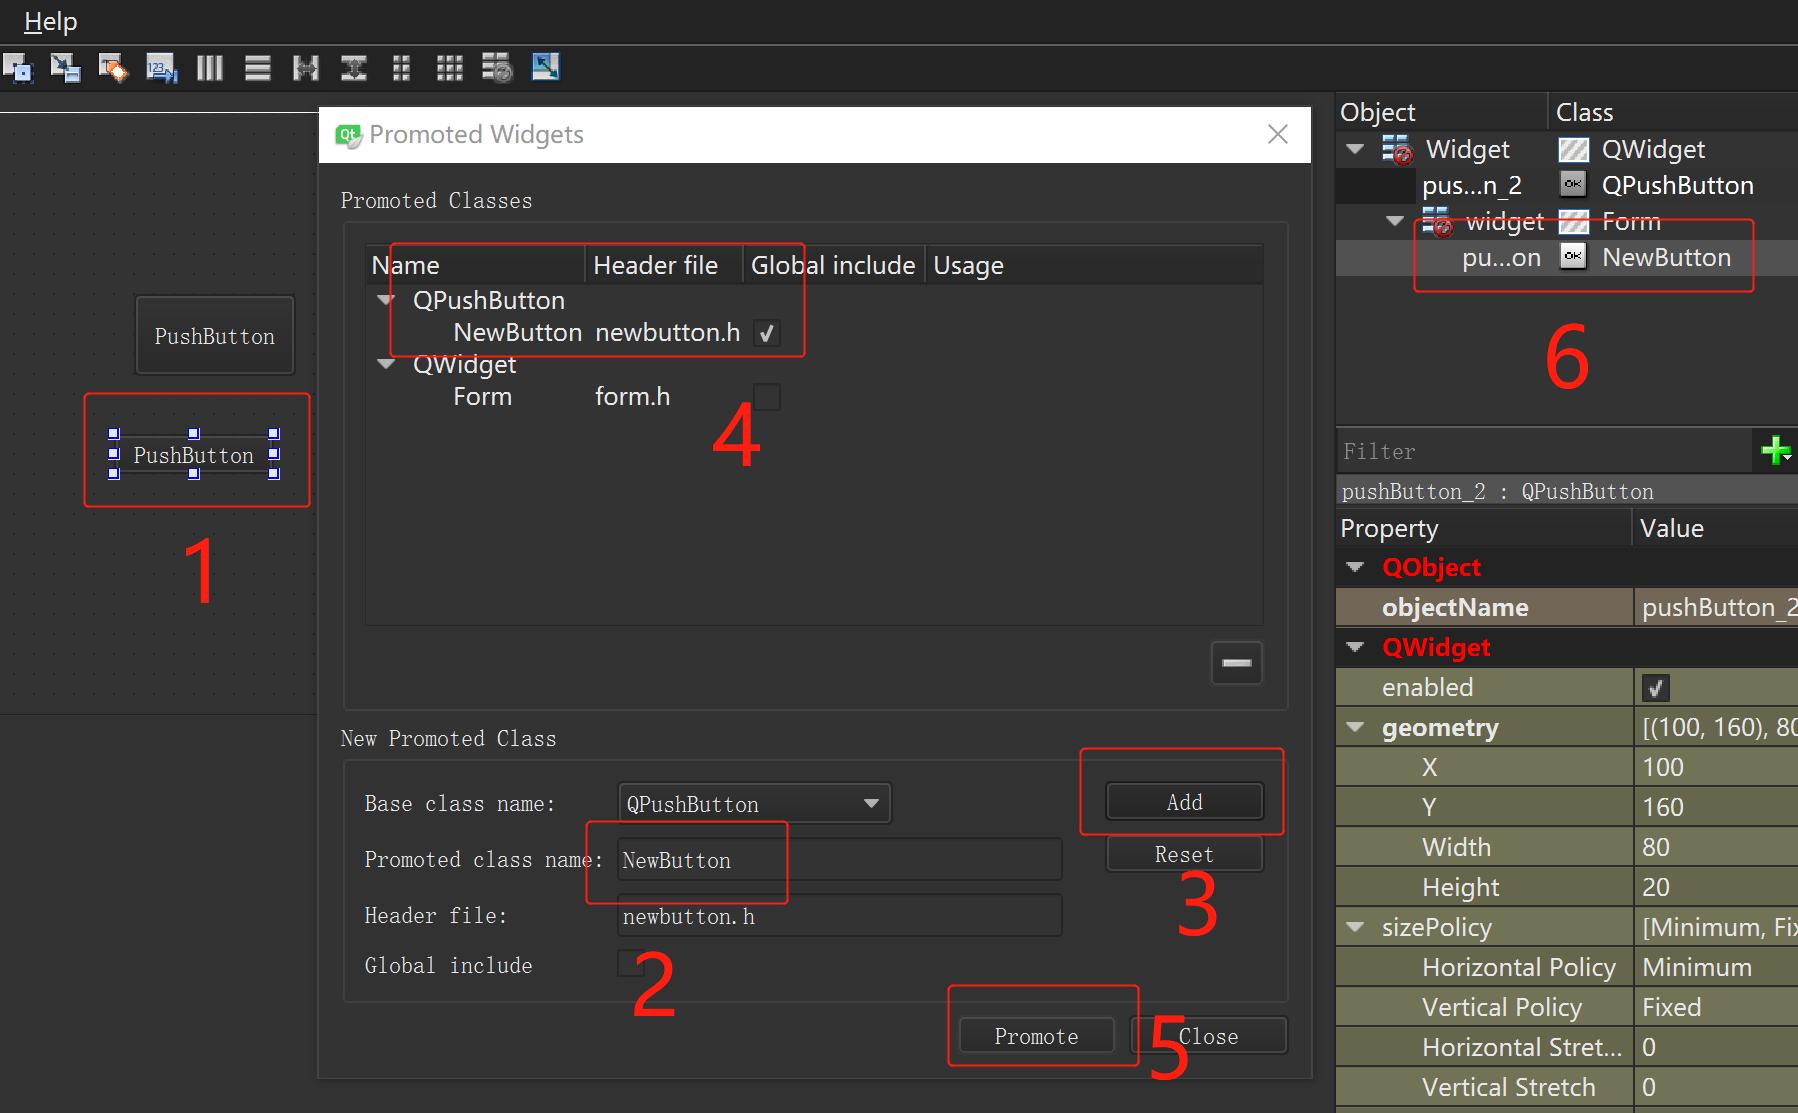 Help
Promoted Widgets
Promoted Classes
Name Header file Global include Usage
QPushButton
NewButton newbutton.h
QWidget
Form form.h
4
PushButton
PushButton
1
New Promoted Class
Base class name: QPushButton
Add
Promoted class name: NewButton
Reset
3
Header file: newbutton.h
Global include
2
Promote
5
Close
Object Class
Widget QWidget
pus...n_2 QPushButton
widget Form
pu...on NewButton
6
Filter
pushButton_2 : QPushButton
Property Value
QObject
objectName pushButton_2
QWidget
enabled
geometry [(100, 160), 80
X 100
Y 160
Width 80
Height 20
sizePolicy [Minimum, Fix
Horizontal Policy Minimum
Vertical Policy Fixed
Horizontal Stret... 0
Vertical Stretch 0